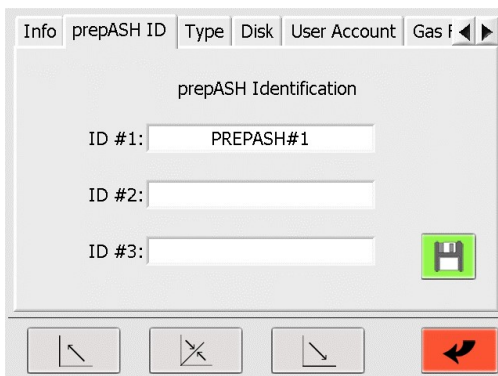 Info prepASH ID Type Disk User Account Gas
prepASH Identification
ID #1: PREPASH#1
ID #2:
ID #3: